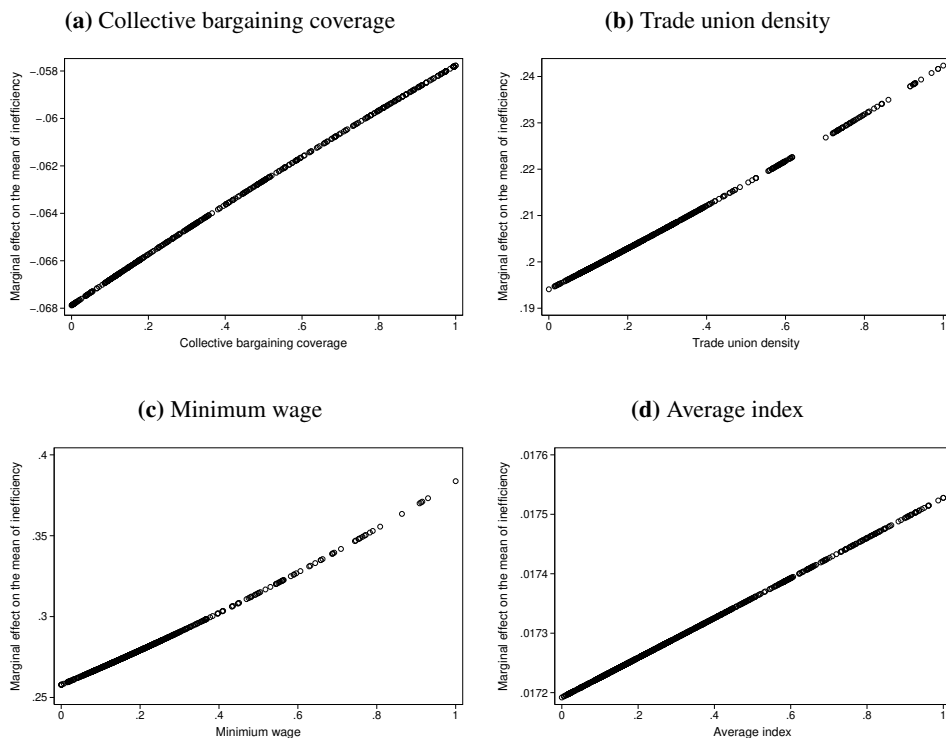 (a) Collective bargaining coverage
(b) Trade union density
Marginal effect on the mean of inefficiency
-.058
-.06
-.062
-.064
-.066
-.068
0 .2 .4 .6 .8 1
Collective bargaining coverage
Marginal effect on the mean of inefficiency
.24
.23
.22
.21
.2
.19
0 .2 .4 .6 .8 1
Trade union density
(c) Minimum wage
(d) Average index
Marginal effect on the mean of inefficiency
.4
.35
.3
.25
0 .2 .4 .6 .8 1
Minimum wage
Marginal effect on the mean of inefficiency
.0176
.0175
.0174
.0173
.0172
0 .2 .4 .6 .8 1
Average index